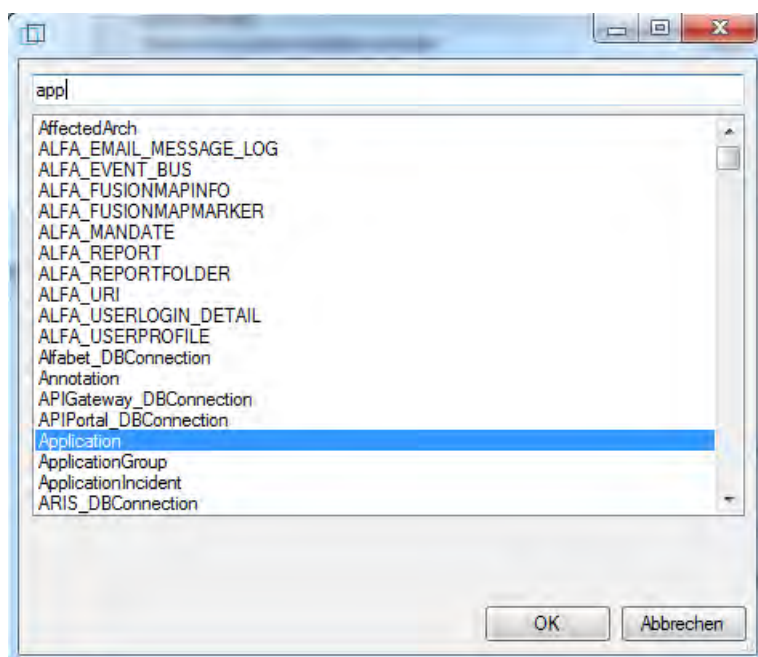 app
AffectedArch
ALFA_EMAIL_MESSAGE_LOG
ALFA_EVENT_BUS
ALFA_FUSIONMAPINFO
ALFA_FUSIONMAPMARKER
ALFA_MANDATE
ALFA_REPORT
ALFA_REPORTFOLDER
ALFA_URI
ALFA_USERLOGIN_DETAIL
ALFA_USERPROFILE
Alfabet_DBConnection
Annotation
APIGateway_DBConnection
APIPortal_DBConnection
Application
ApplicationGroup
ApplicationIncident
ARIS_DBConnection
OK Abbrechen